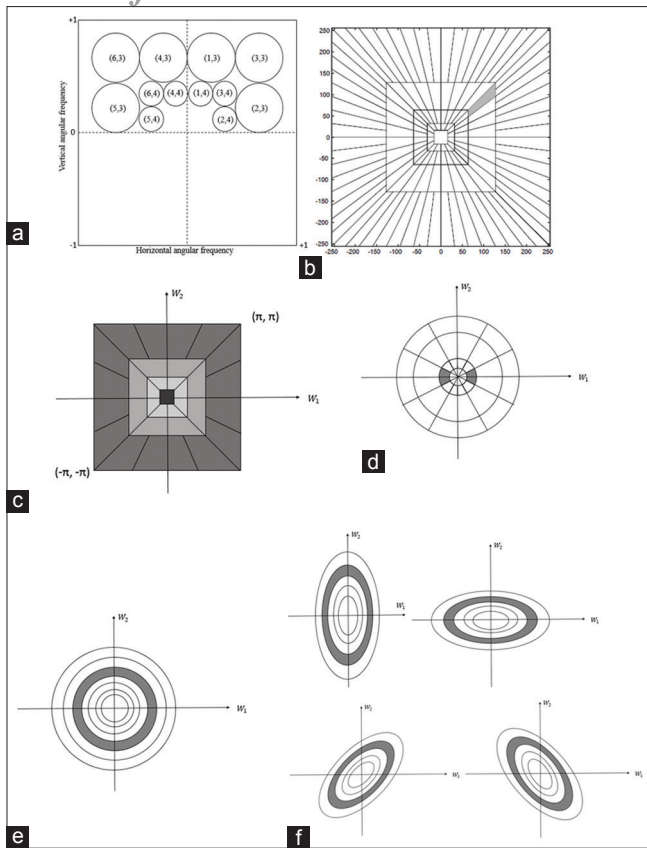 +1
(6,3) (4,3) (1,3) (3,3)
(6,4) (4,4) (1,4) (3,4)
(5,3) (2,3)
(5,4) (2,4)
0
-1 +1
Vertical angular frequency
Horizontal angular frequency
a
250
200
150
100
50
0
-50
-100
-150
-200
-250
-250 -200 -150 -100 -50 0 50 100 150 200 250
b
W₂
(π, π)
W₁
(-π, -π)
c
W₂
W₁
d
W₂
W₁
e
W₂
W₁
W₂
W₁
W₂
W₁
W₂
W₁
f